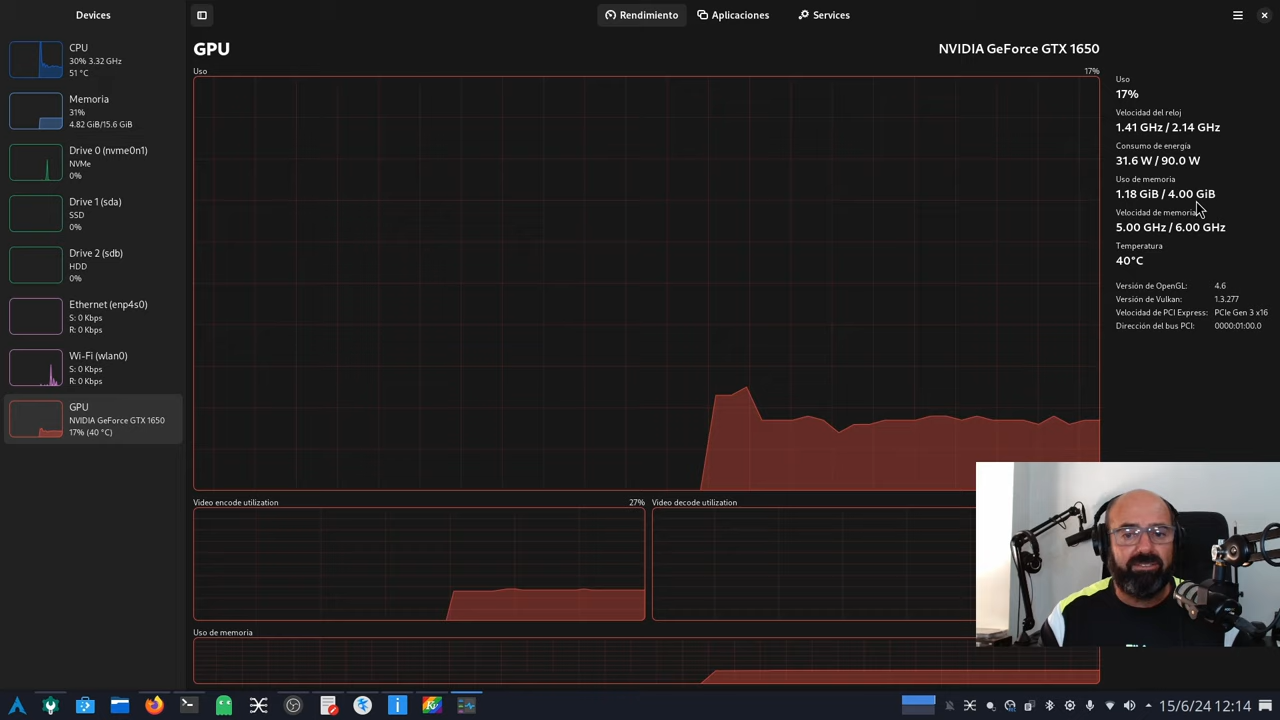 Devices
Rendimiento
Aplicaciones
Services
CPU
30% 3.32 GHz
51 °C
Memoria
31%
4.82 GiB/15.6 GiB
Drive 0 (nvme0n1)
NVMe
0%
Drive 1 (sda)
SSD
0%
Drive 2 (sdb)
HDD
0%
Ethernet (enp4s0)
S: 0 Kbps
R: 0 Kbps
Wi-Fi (wlan0)
S: 0 Kbps
R: 0 Kbps
GPU
NVIDIA GeForce GTX 1650
17% (40 °C)
GPU
NVIDIA GeForce GTX 1650
Uso
17%
Uso
17%
Velocidad del reloj
1.41 GHz / 2.14 GHz
Consumo de energía
31.6 W / 90.0 W
Uso de memoria
1.18 GiB / 4.00 GiB
Velocidad de memoria
5.00 GHz / 6.00 GHz
Temperatura
40°C
Versión de OpenGL: 4.6
Versión de Vulkan: 1.3.277
Velocidad de PCI Express: PCIe Gen 3 x16
Dirección del bus PCI: 0000:01:00.0
Video encode utilization
27%
Video decode utilization
Uso de memoria
15/6/24 12:14